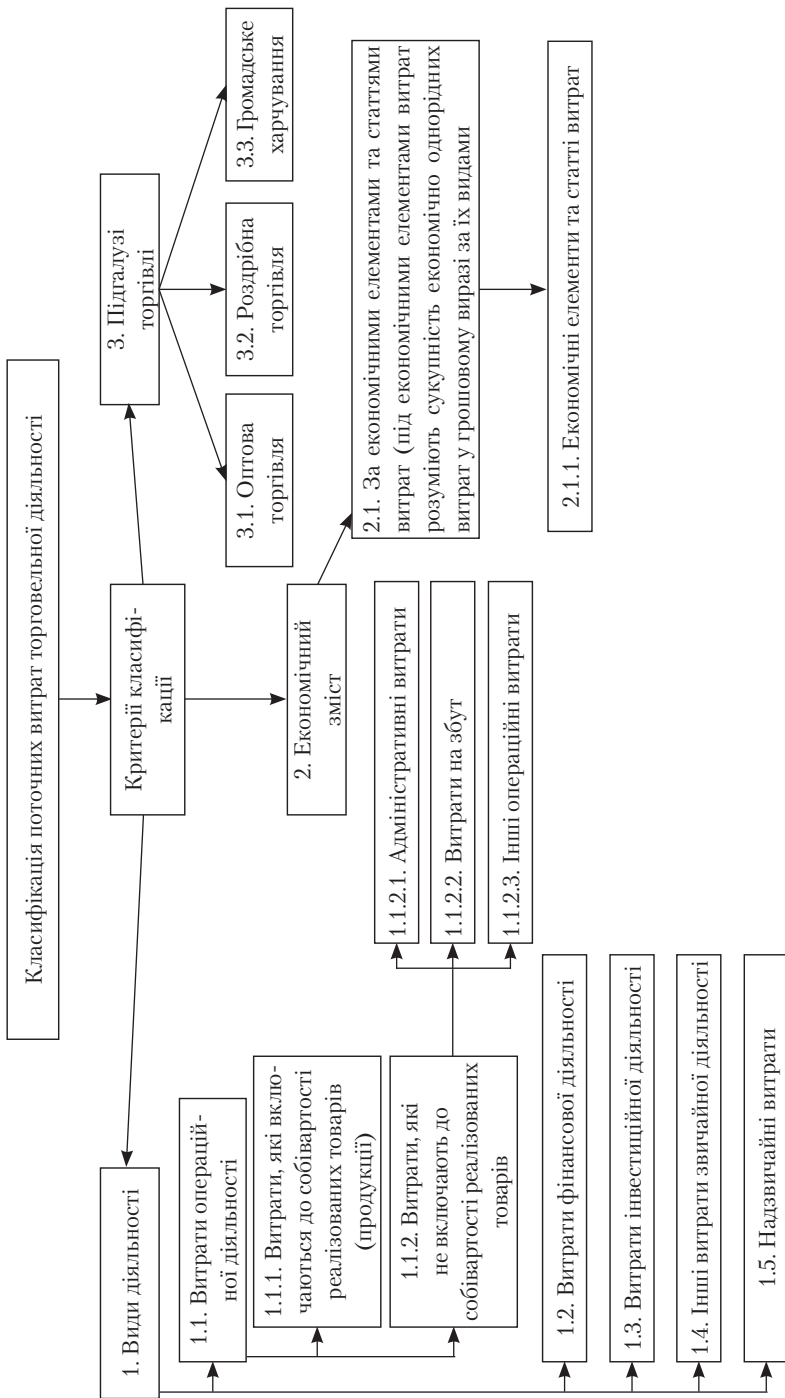 Класифікація поточних витрат торговельної діяльності
Критерії класифі-
кації
1. Види діяльності
1.1. Витрати операцій-
ної діяльності
1.1.1. Витрати, які вклю-
чаються до собівартості
реалізованих товарів
(продукції)
1.1.2. Витрати, які
не включають до
собівартості реалізованих
товарів
1.1.2.1. Адміністративні витрати
1.1.2.2. Витрати на збут
1.1.2.3. Інші операційні витрати
1.2. Витрати фінансової діяльності
1.3. Витрати інвестиційної діяльності
1.4. Інші витрати звичайної діяльності
1.5. Надзвичайні витрати
2. Економічний
зміст
2.1. За економічними елементами та статтями
витрат (під економічними елементами витрат
розуміють сукупність економічно однорідних
витрат у грошовому виразі за їх видами
2.1.1. Економічні елементи та статті витрат
3. Підгалузі
торгівлі
3.1. Оптова
торгівля
3.2. Роздрібна
торгівля
3.3. Громадське
харчування